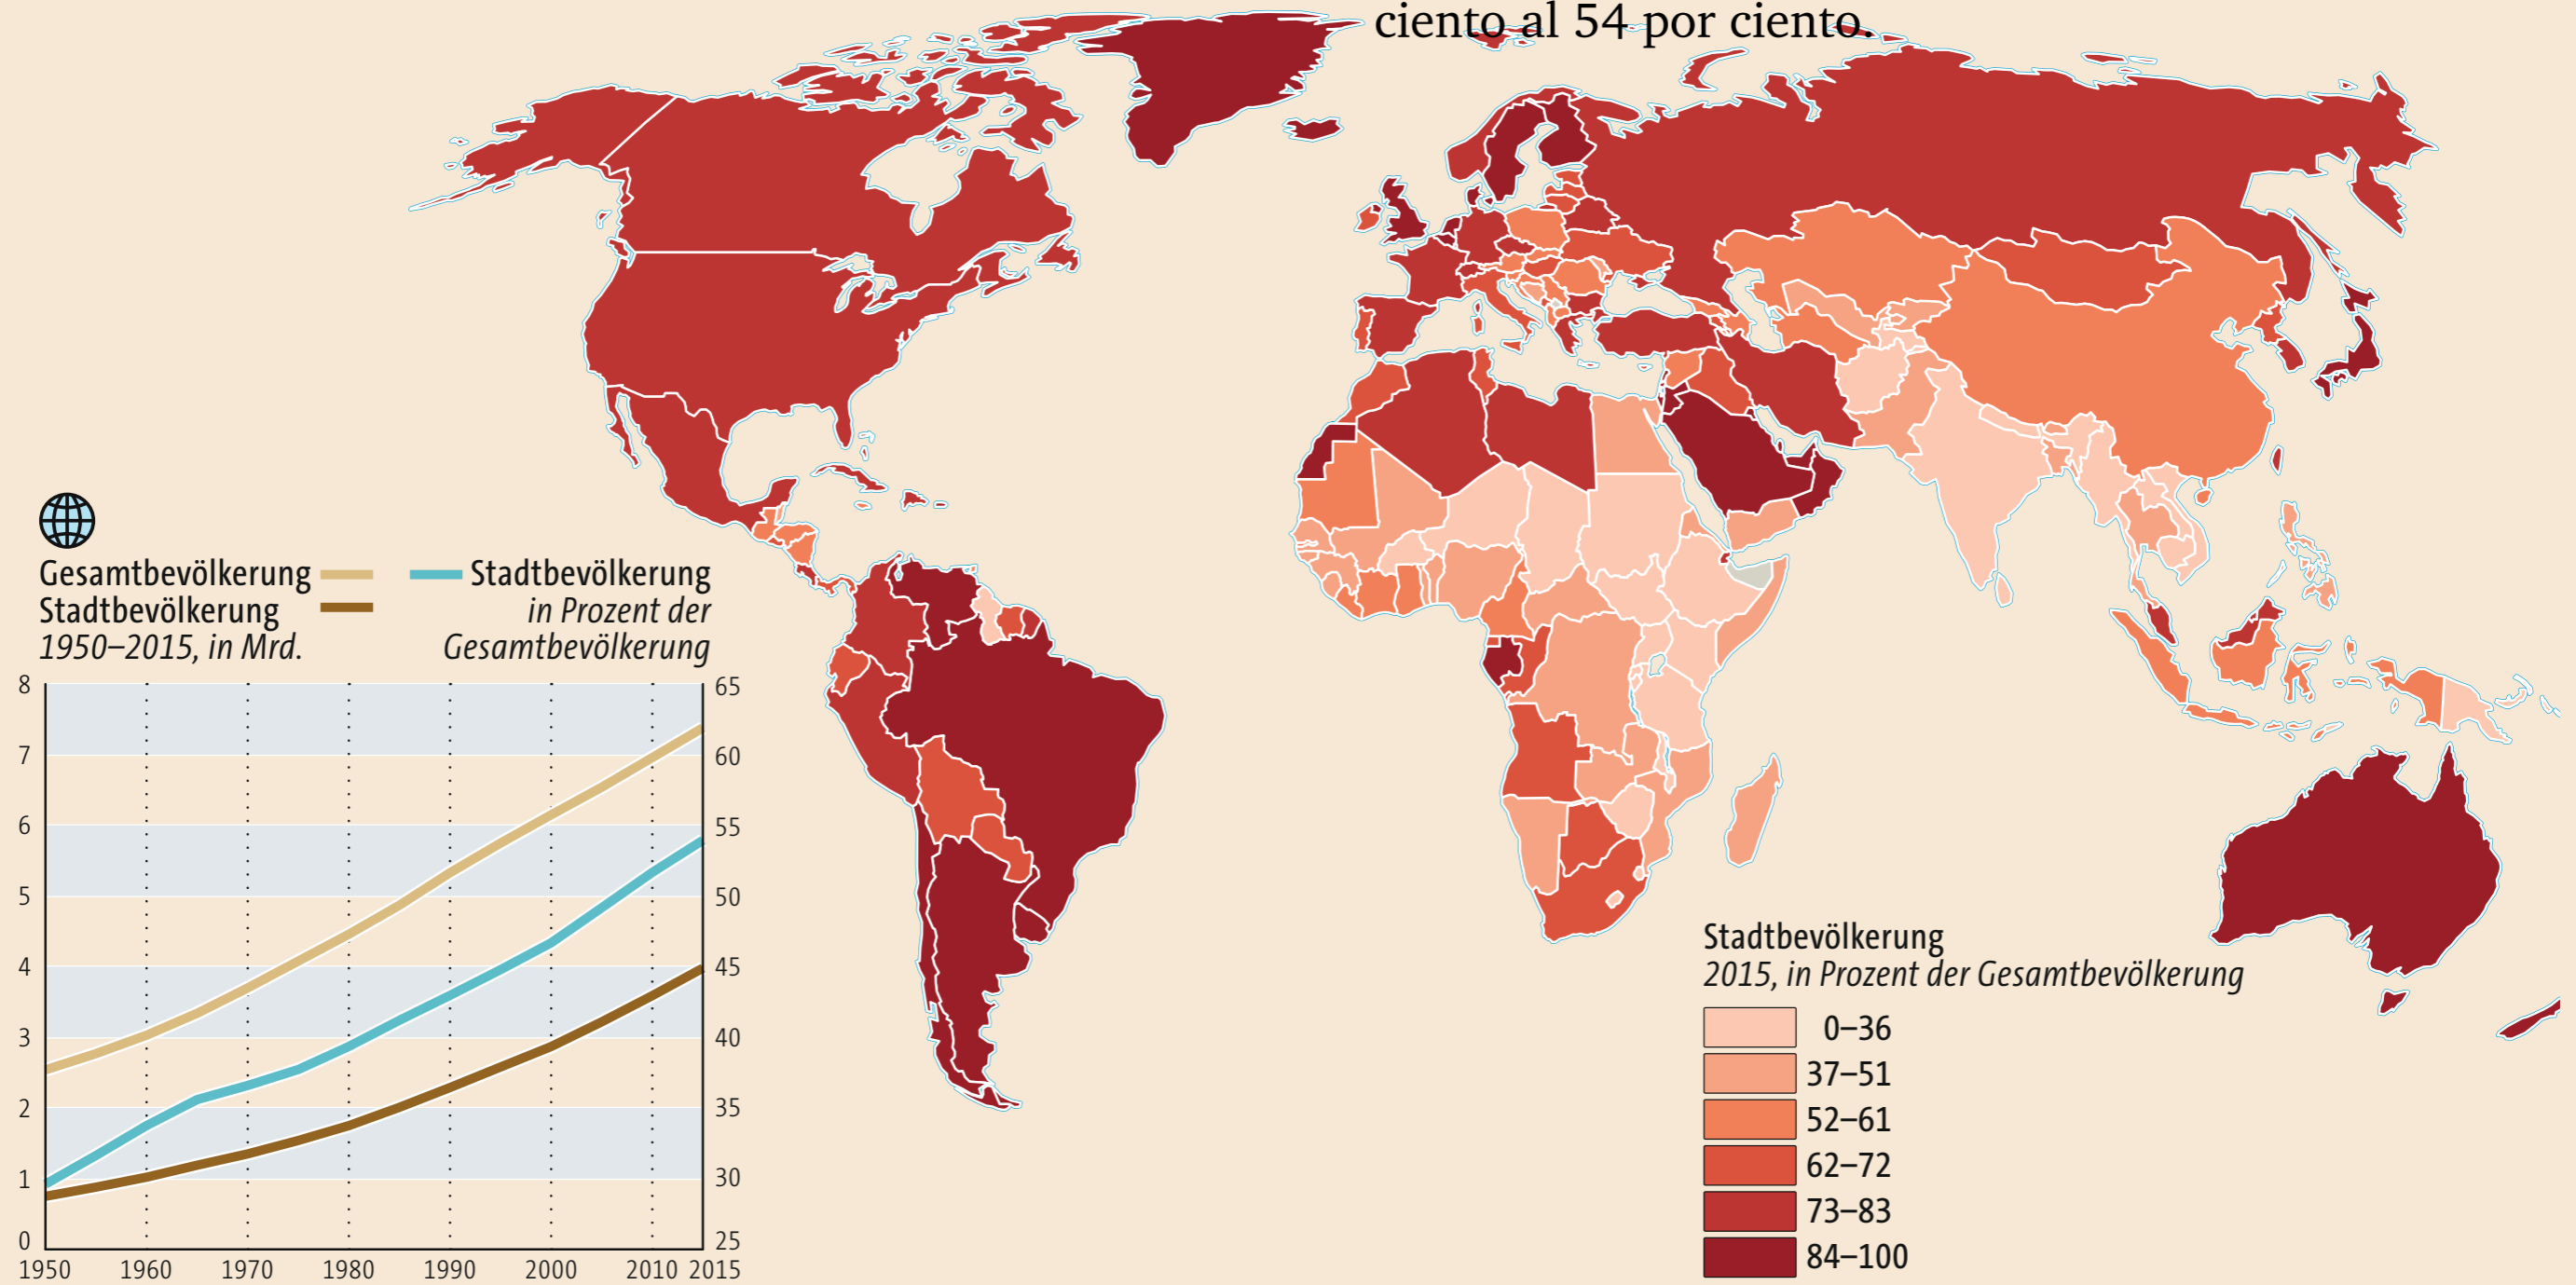 ciento al 54 por ciento.
Gesamtbevölkerung
Stadtbevölkerung
1950–2015, in Mrd.
Stadtbevölkerung
in Prozent der
Gesamtbevölkerung
8
7
6
5
4
3
2
1
0
65
60
55
50
45
40
35
30
25
1950 1960 1970 1980 1990 2000 2010 2015
Stadtbevölkerung
2015, in Prozent der Gesamtbevölkerung
0–36
37–51
52–61
62–72
73–83
84–100